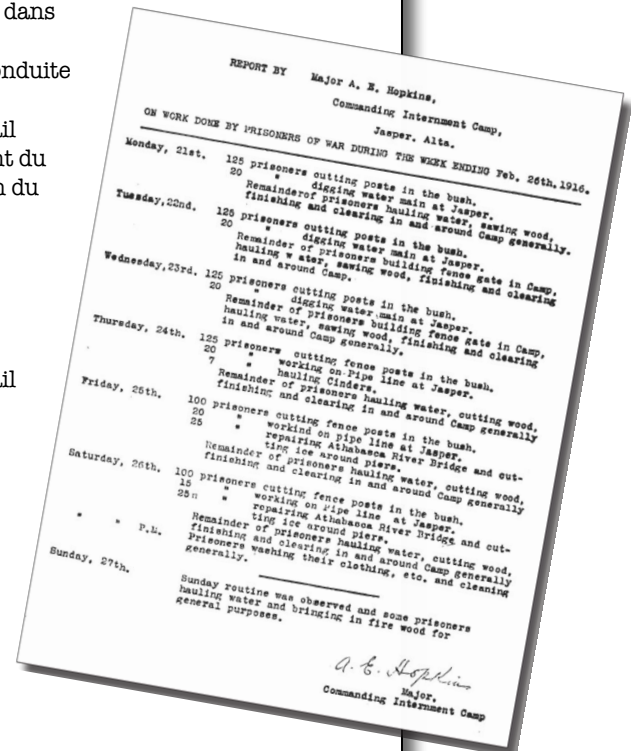 dans
onduite
il
nt du
n du
il
REPORT BY Major A. E. Hopkins,
Commanding Internment Camp,
Jasper. Alta.
ON WORK DONE BY PRISONERS OF WAR DURING THE WEEK ENDING Feb. 26th.1916.
Monday, 21st. 125 prisoners cutting posts in the bush.
20 " digging water main at Jasper.
Remainderof prisoners hauling water, sawing wood,
finishing and clearing in and around Camp generally.
Tuesday,22nd. 125 prisoners cutting posts in the bush.
20 " digging water main at Jasper.
Remainder of prisoners building fence gate in Camp,
hauling w ater, sawing wood, finishing and clearing
in and around Camp.
Wednesday,23rd. 125 prisoners cutting posts in the bush.
20 " digging water main at Jasper.
Remainder of prisoners building fence gate in Camp,
hauling water, sawing wood, finishing and clearing
in and around Camp generally.
Thursday, 24th. 125 prisoners cutting fence posts in the bush.
20 " working on Pipe line at Jasper.
7 " hauling Cinders.
Remainder of prisoners hauling water, cutting wood,
finishing and clearing in and around Camp generally
Friday, 25th. 100 prisoners cutting fence posts in the bush.
20 " workind on pipe line at Jasper.
25 " repairing Athabasca River Bridge and cut-
ting ice around piers.
Remainder of prisoners hauling water, cutting wood,
finishing and clearing in and around Camp generally
Saturday, 26th. 100 prisoners cutting fence posts in the bush.
15 " working on Pipe line at Jasper.
25 " " repairing Athabasca River Bridge and cut-
ting ice around piers.
Remainder of prisoners hauling water, cutting wood,
finishing and clearing in and around Camp generally
" " P.M. Prisoners washing their clothing, etc. and cleaning
generally.
Sunday, 27th. Sunday routine was observed and some prisoners
hauling water and bringing in fire wood for
general purposes.
A. E. Hopkins
Major.
Commanding Internment Camp